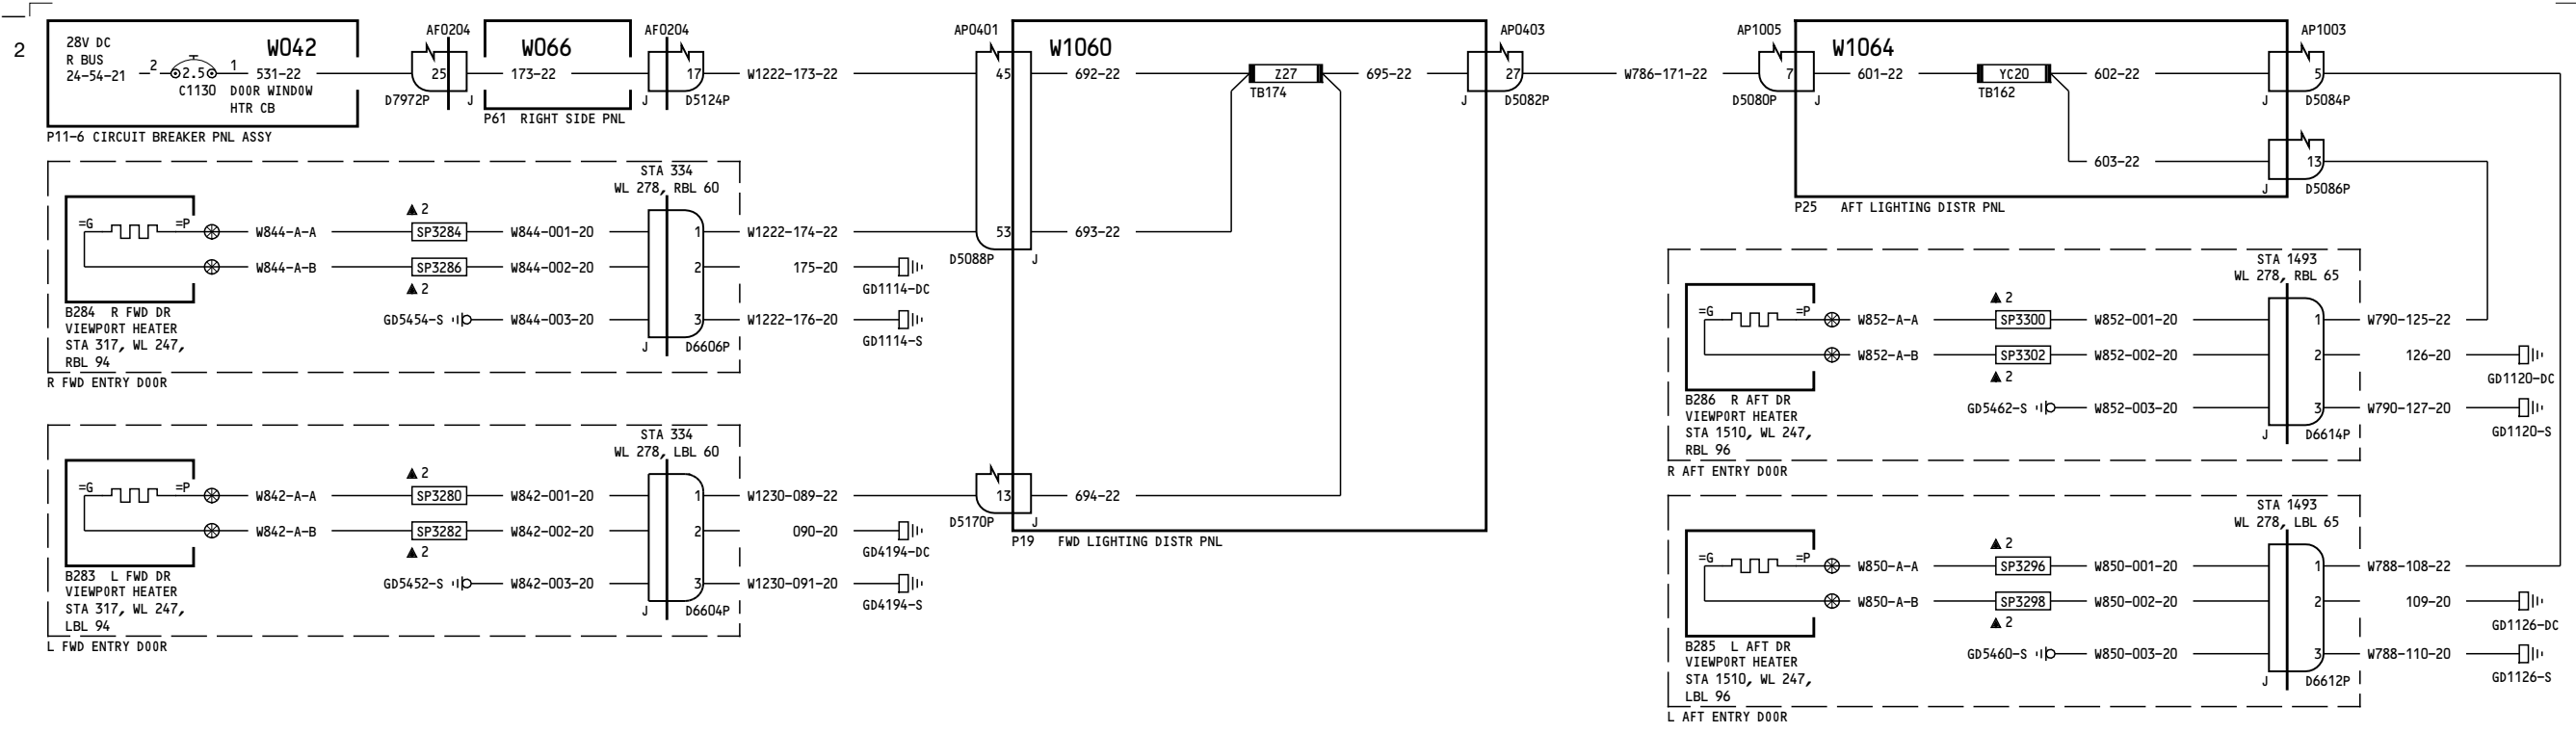 2
28V DC
R BUS
24-54-21
2
2.5
C1130
1
W042
531-22
DOOR WINDOW
HTR CB
P11-6 CIRCUIT BREAKER PNL ASSY
AF0204
25
D7972P
J
W066
173-22
P61 RIGHT SIDE PNL
AF0204
17
J
D5124P
W1222-173-22
AP0401
45
W1060
692-22
Z27
TB174
695-22
AP0403
27
J
D5082P
W786-171-22
AP1005
7
D5080P
J
W1064
601-22
YC20
TB162
602-22
AP1003
5
J
D5084P
603-22
13
J
D5086P
P25 AFT LIGHTING DISTR PNL
STA 334
WL 278, RBL 60
=G
=P
W844-A-A
▲ 2
SP3284
W844-001-20
1
W1222-174-22
53
693-22
W844-A-B
SP3286
▲ 2
W844-002-20
2
175-20
GD1114-DC
D5088P
J
B284 R FWD DR
VIEWPORT HEATER
STA 317, WL 247,
RBL 94
GD5454-S
W844-003-20
3
W1222-176-20
GD1114-S
J
D6606P
R FWD ENTRY DOOR
STA 334
WL 278, LBL 60
=G
=P
W842-A-A
▲ 2
SP3280
W842-001-20
1
W1230-089-22
13
694-22
W842-A-B
SP3282
▲ 2
W842-002-20
2
090-20
GD4194-DC
D5170P
J
P19 FWD LIGHTING DISTR PNL
B283 L FWD DR
VIEWPORT HEATER
STA 317, WL 247,
LBL 94
GD5452-S
W842-003-20
3
W1230-091-20
GD4194-S
J
D6604P
L FWD ENTRY DOOR
STA 1493
WL 278, RBL 65
=G
=P
W852-A-A
▲ 2
SP3300
W852-001-20
1
W790-125-22
W852-A-B
SP3302
▲ 2
W852-002-20
2
126-20
GD1120-DC
B286 R AFT DR
VIEWPORT HEATER
STA 1510, WL 247,
RBL 96
GD5462-S
W852-003-20
3
W790-127-20
GD1120-S
J
D6614P
R AFT ENTRY DOOR
STA 1493
WL 278, LBL 65
=G
=P
W850-A-A
▲ 2
SP3296
W850-001-20
1
W788-108-22
W850-A-B
SP3298
▲ 2
W850-002-20
2
109-20
GD1126-DC
B285 L AFT DR
VIEWPORT HEATER
STA 1510, WL 247,
LBL 96
GD5460-S
W850-003-20
3
W788-110-20
GD1126-S
J
D6612P
L AFT ENTRY DOOR